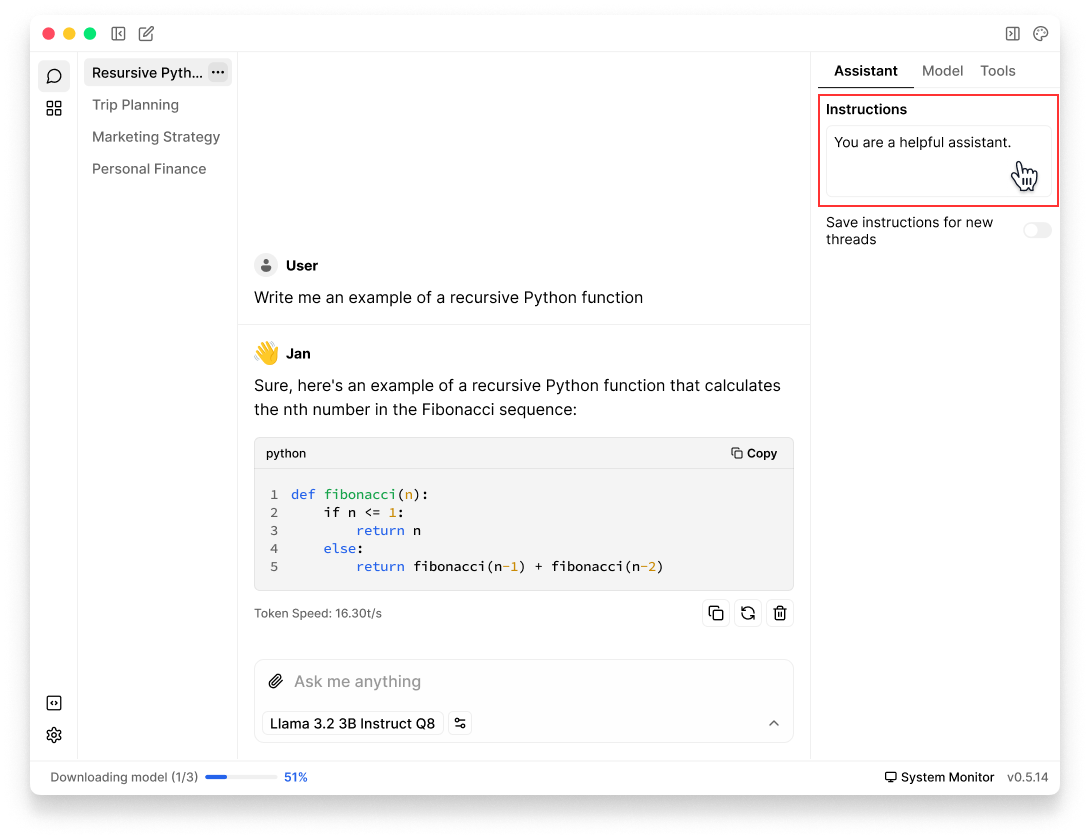 Resursive Pyth... ···
Trip Planning
Marketing Strategy
Personal Finance
User
Write me an example of a recursive Python function
Jan
Sure, here's an example of a recursive Python function that calculates
the nth number in the Fibonacci sequence:
python Copy
1 def fibonacci(n):
2     if n <= 1:
3         return n
4     else:
5         return fibonacci(n-1) + fibonacci(n-2)
Token Speed: 16.30t/s
Ask me anything
Llama 3.2 3B Instruct Q8
Assistant Model Tools
Instructions
You are a helpful assistant.
Save instructions for new
threads
Downloading model (1/3) 51% System Monitor v0.5.14